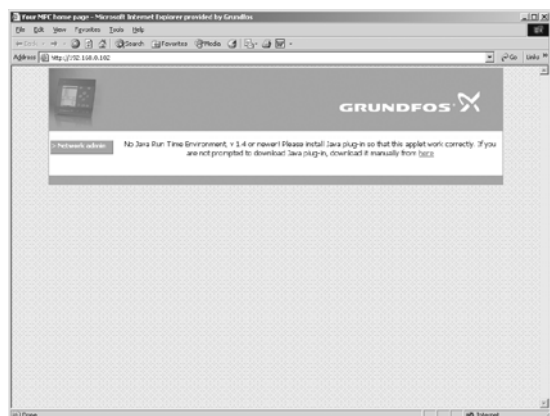 Your MPC home page - Microsoft Internet Explorer provided by Grundfos
File Edit View Favorites Tools Help
Back Search Favorites Media
Address http://192.168.0.102 Go Links
GRUNDFOS
> Network admin
No Java Run Time Environment, v 1.4 or newer! Please install Java plug-in so that this applet work correctly. If you
are not prompted to download Java plug-in, download it manually from here
Done Internet